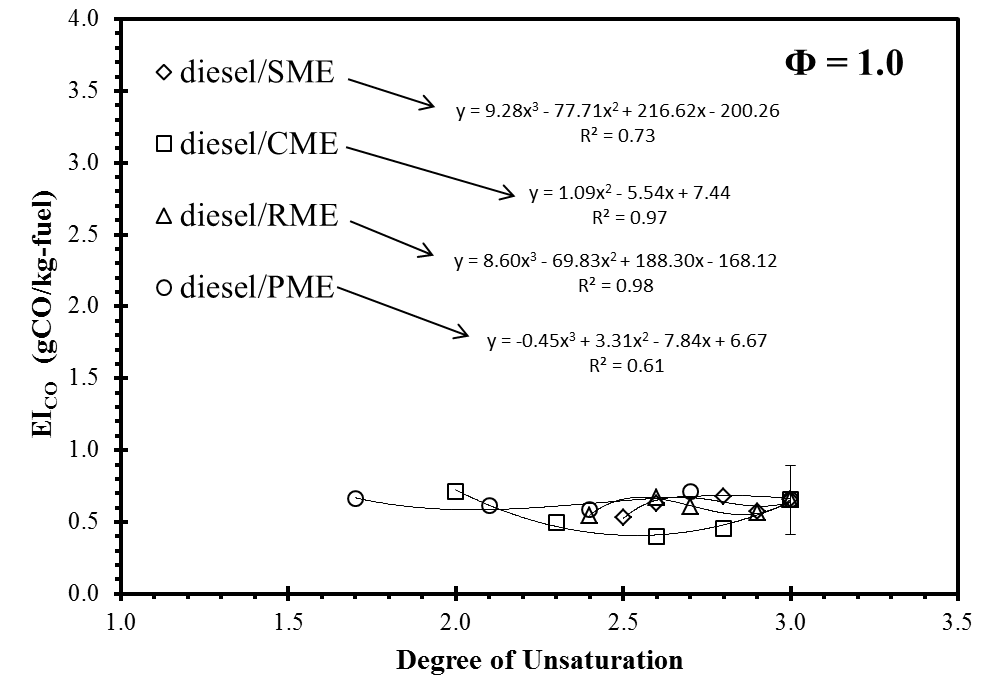 4.0
3.5
3.0
2.5
2.0
1.5
1.0
0.5
0.0
EI_CO (gCO/kg-fuel)
Φ = 1.0
diesel/SME
y = 9.28x³ - 77.71x² + 216.62x - 200.26
R² = 0.73
diesel/CME
y = 1.09x² - 5.54x + 7.44
R² = 0.97
diesel/RME
y = 8.60x³ - 69.83x² + 188.30x - 168.12
R² = 0.98
diesel/PME
y = -0.45x³ + 3.31x² - 7.84x + 6.67
R² = 0.61
1.0 1.5 2.0 2.5 3.0 3.5
Degree of Unsaturation